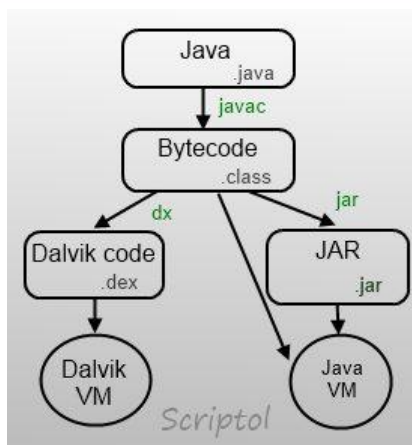 Java
.java
javac
Bytecode
.class
dx
jar
Dalvik code
.dex
JAR
.jar
Dalvik
VM
Java
VM
Scriptol